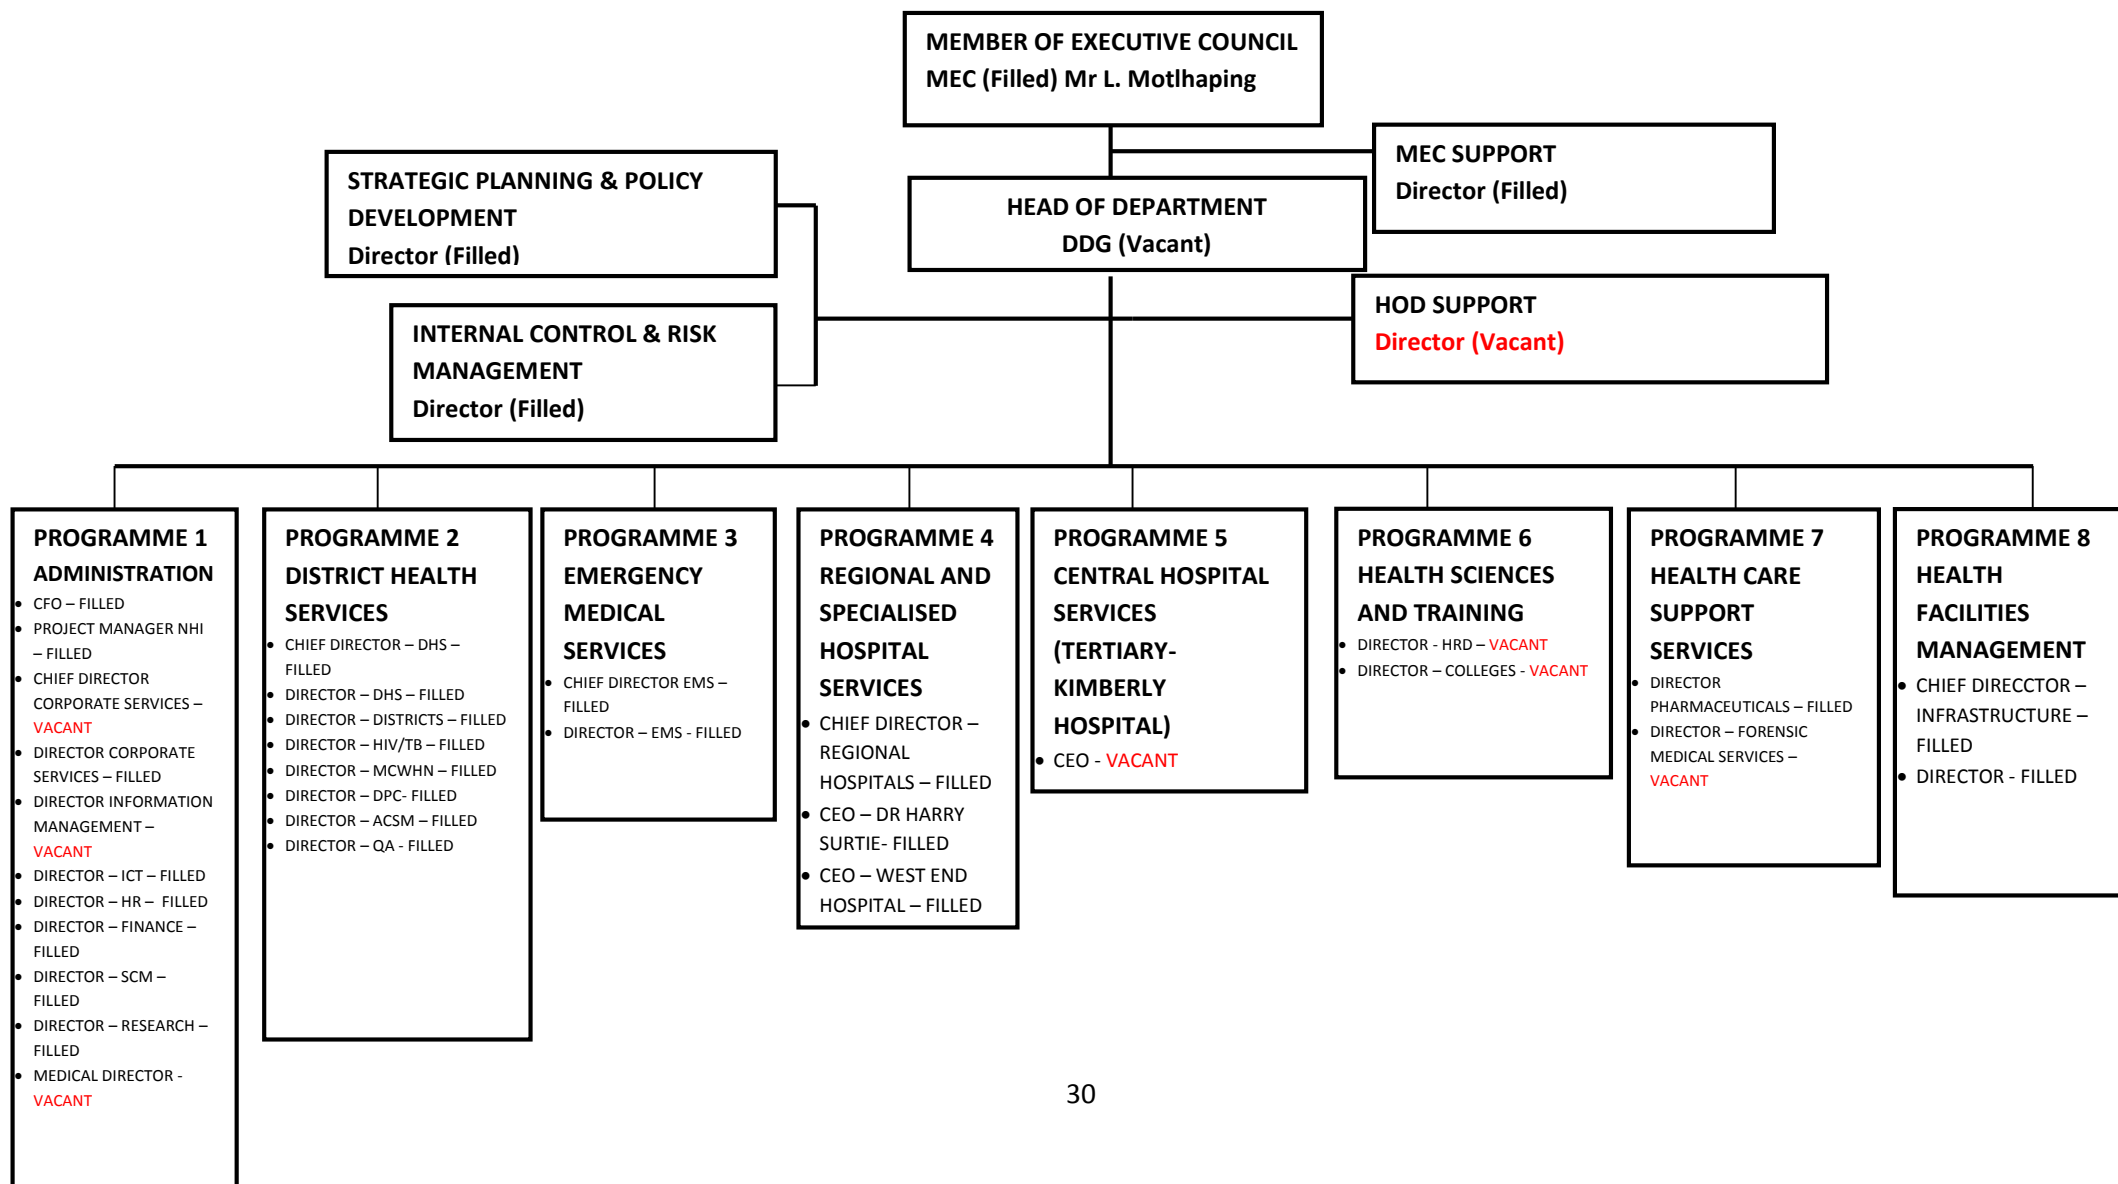 MEMBER OF EXECUTIVE COUNCIL
MEC (Filled) Mr L. Motlhaping
MEC SUPPORT
Director (Filled)
STRATEGIC PLANNING & POLICY
DEVELOPMENT
Director (Filled)
HEAD OF DEPARTMENT
DDG (Vacant)
HOD SUPPORT
Director (Vacant)
INTERNAL CONTROL & RISK
MANAGEMENT
Director (Filled)
PROGRAMME 1
ADMINISTRATION
• CFO – FILLED
• PROJECT MANAGER NHI
– FILLED
• CHIEF DIRECTOR
CORPORATE SERVICES –
VACANT
• DIRECTOR CORPORATE
SERVICES – FILLED
• DIRECTOR INFORMATION
MANAGEMENT –
VACANT
• DIRECTOR – ICT – FILLED
• DIRECTOR – HR – FILLED
• DIRECTOR – FINANCE –
FILLED
• DIRECTOR – SCM –
FILLED
• DIRECTOR – RESEARCH –
FILLED
• MEDICAL DIRECTOR -
VACANT
PROGRAMME 2
DISTRICT HEALTH
SERVICES
• CHIEF DIRECTOR – DHS –
FILLED
• DIRECTOR – DHS – FILLED
• DIRECTOR – DISTRICTS – FILLED
• DIRECTOR – HIV/TB – FILLED
• DIRECTOR – MCWHN – FILLED
• DIRECTOR – DPC- FILLED
• DIRECTOR – ACSM – FILLED
• DIRECTOR – QA - FILLED
PROGRAMME 3
EMERGENCY
MEDICAL
SERVICES
• CHIEF DIRECTOR EMS –
FILLED
• DIRECTOR – EMS - FILLED
PROGRAMME 4
REGIONAL AND
SPECIALISED
HOSPITAL
SERVICES
• CHIEF DIRECTOR –
REGIONAL
HOSPITALS – FILLED
• CEO – DR HARRY
SURTIE- FILLED
• CEO – WEST END
HOSPITAL – FILLED
PROGRAMME 5
CENTRAL HOSPITAL
SERVICES
(TERTIARY-
KIMBERLY
HOSPITAL)
• CEO - VACANT
PROGRAMME 6
HEALTH SCIENCES
AND TRAINING
• DIRECTOR - HRD – VACANT
• DIRECTOR – COLLEGES - VACANT
PROGRAMME 7
HEALTH CARE
SUPPORT
SERVICES
• DIRECTOR
PHARMACEUTICALS – FILLED
• DIRECTOR – FORENSIC
MEDICAL SERVICES –
VACANT
PROGRAMME 8
HEALTH
FACILITIES
MANAGEMENT
• CHIEF DIRECCTOR –
INFRASTRUCTURE –
FILLED
• DIRECTOR - FILLED
30